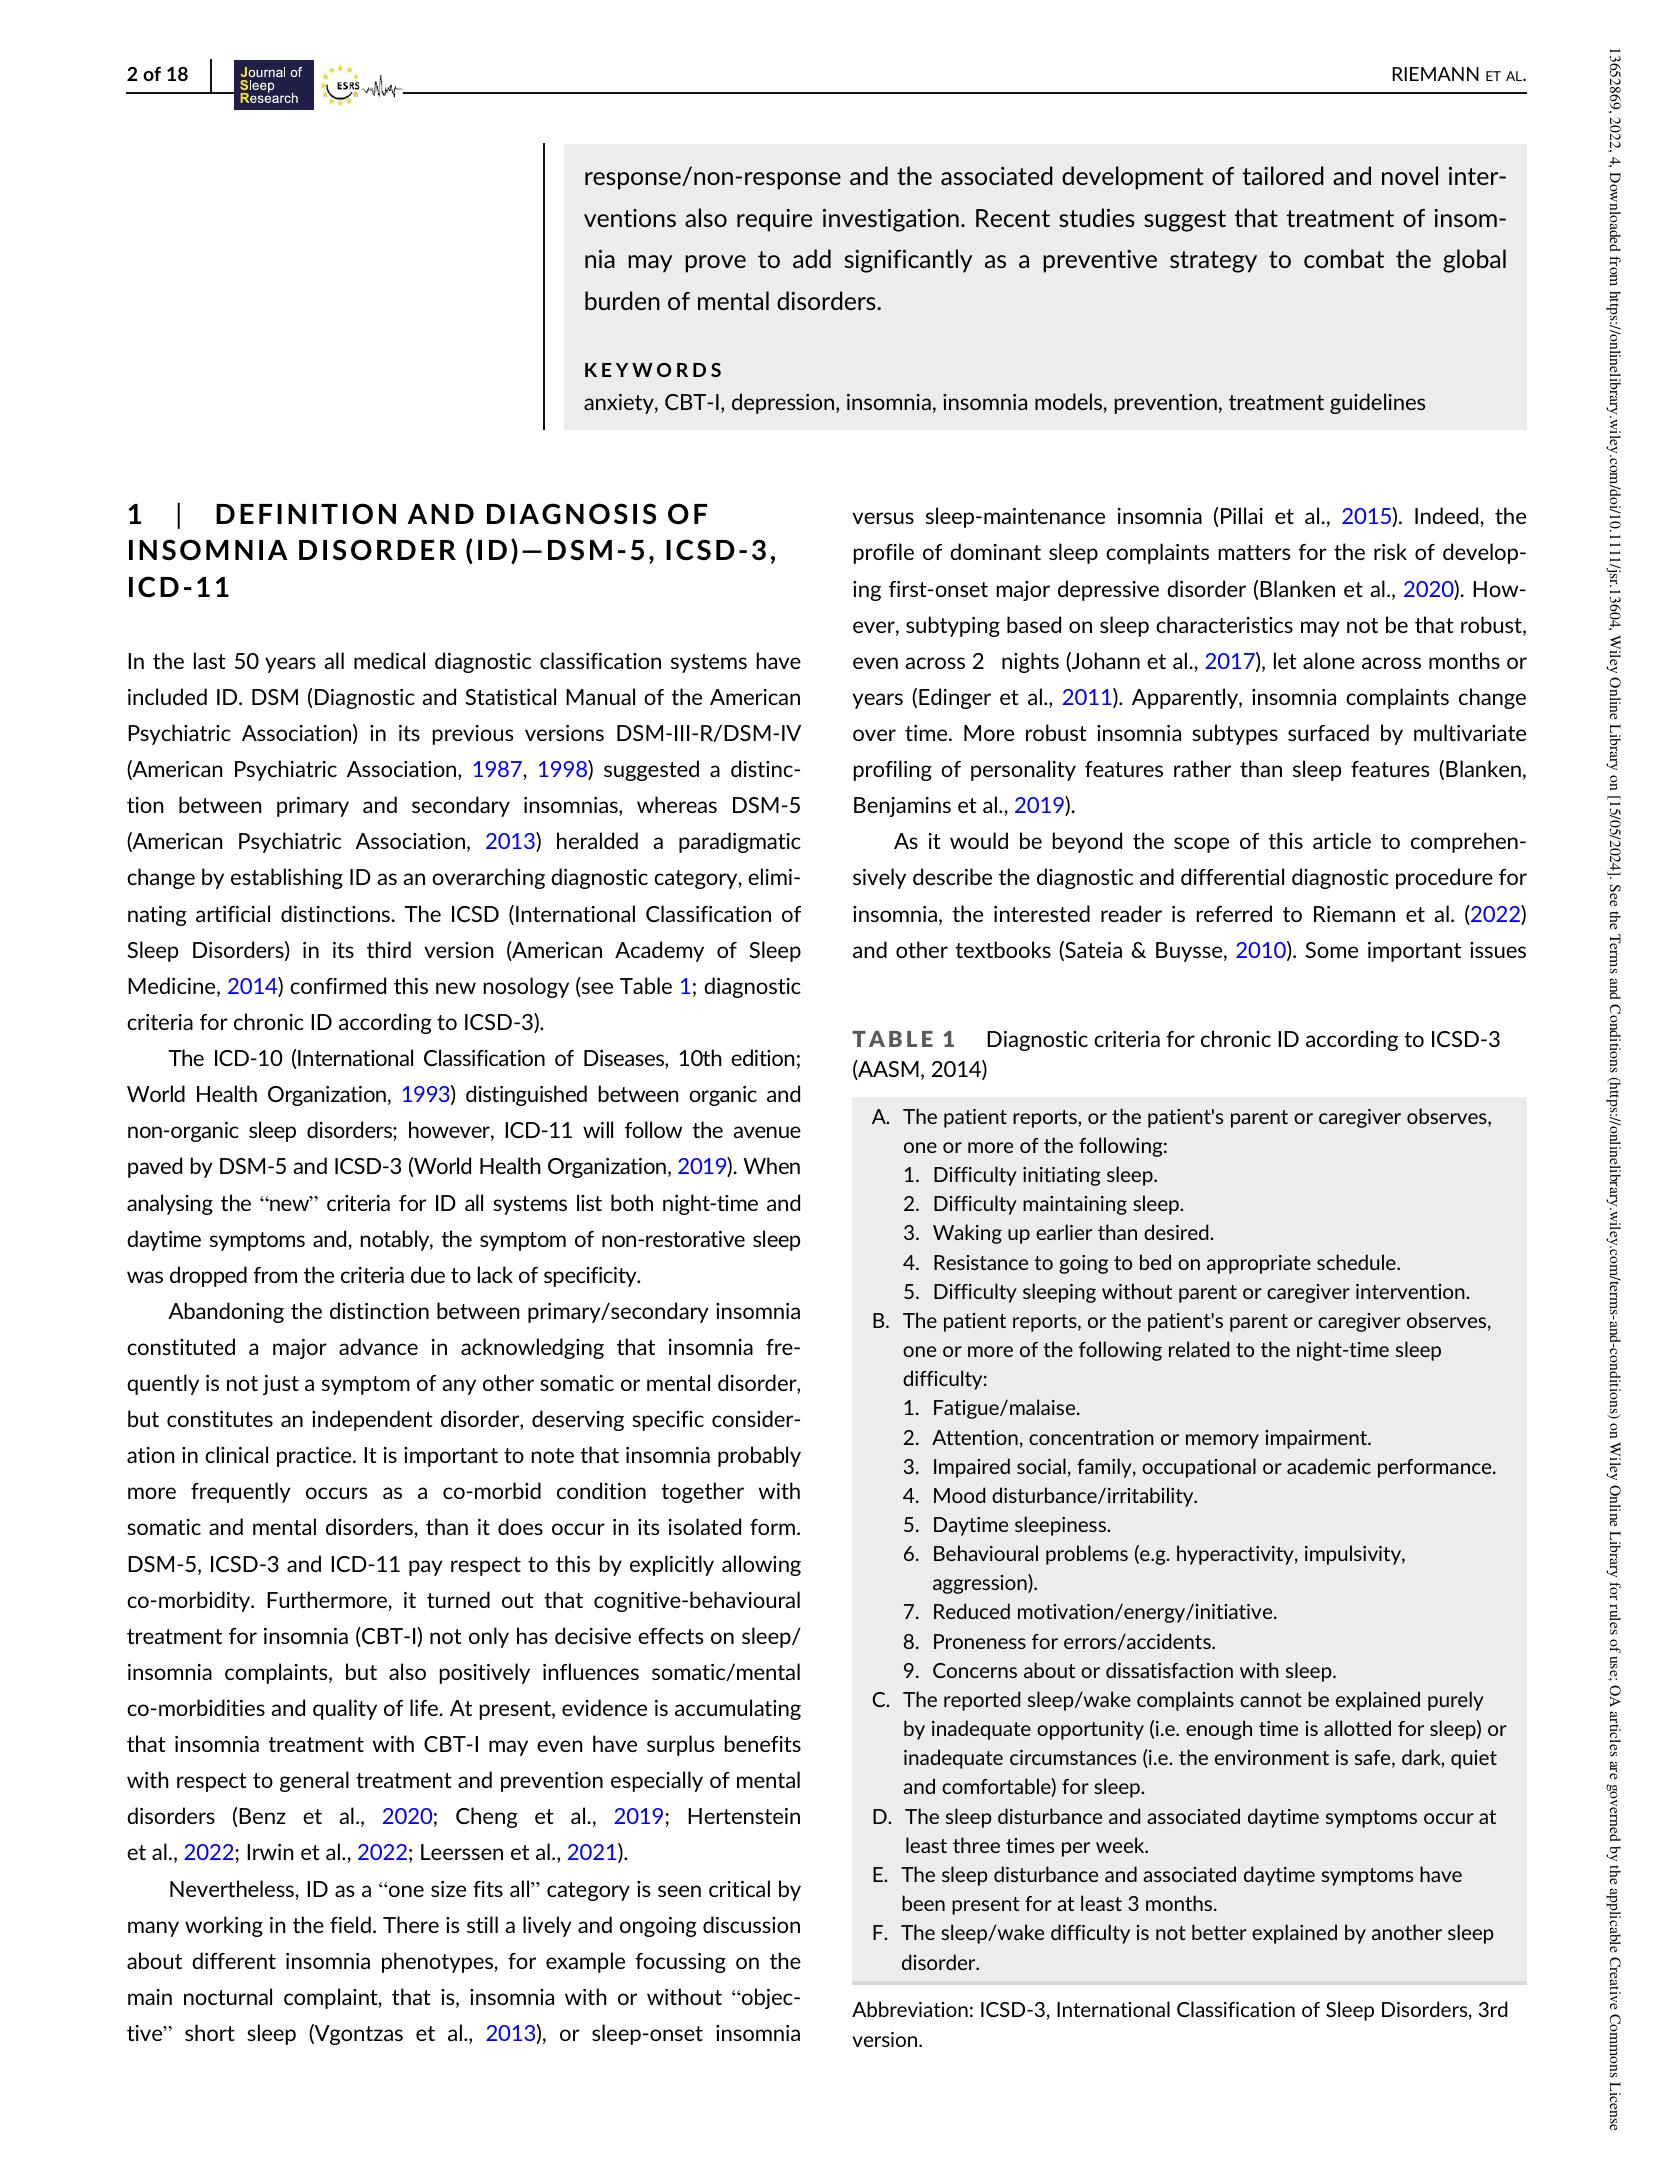 2 of 18
Journal of
Sleep
Research
ESRS
RIEMANN ET AL.
response/non-response and the associated development of tailored and novel inter-
ventions also require investigation. Recent studies suggest that treatment of insom-
nia may prove to add significantly as a preventive strategy to combat the global
burden of mental disorders.
KEYWORDS
anxiety, CBT-I, depression, insomnia, insomnia models, prevention, treatment guidelines
1 | DEFINITION AND DIAGNOSIS OF
INSOMNIA DISORDER (ID)—DSM-5, ICSD-3,
ICD-11
In the last 50 years all medical diagnostic classification systems have
included ID. DSM (Diagnostic and Statistical Manual of the American
Psychiatric Association) in its previous versions DSM-III-R/DSM-IV
(American Psychiatric Association, 1987, 1998) suggested a distinc-
tion between primary and secondary insomnias, whereas DSM-5
(American Psychiatric Association, 2013) heralded a paradigmatic
change by establishing ID as an overarching diagnostic category, elimi-
nating artificial distinctions. The ICSD (International Classification of
Sleep Disorders) in its third version (American Academy of Sleep
Medicine, 2014) confirmed this new nosology (see Table 1; diagnostic
criteria for chronic ID according to ICSD-3).
The ICD-10 (International Classification of Diseases, 10th edition;
World Health Organization, 1993) distinguished between organic and
non-organic sleep disorders; however, ICD-11 will follow the avenue
paved by DSM-5 and ICSD-3 (World Health Organization, 2019). When
analysing the “new” criteria for ID all systems list both night-time and
daytime symptoms and, notably, the symptom of non-restorative sleep
was dropped from the criteria due to lack of specificity.
Abandoning the distinction between primary/secondary insomnia
constituted a major advance in acknowledging that insomnia fre-
quently is not just a symptom of any other somatic or mental disorder,
but constitutes an independent disorder, deserving specific consider-
ation in clinical practice. It is important to note that insomnia probably
more frequently occurs as a co-morbid condition together with
somatic and mental disorders, than it does occur in its isolated form.
DSM-5, ICSD-3 and ICD-11 pay respect to this by explicitly allowing
co-morbidity. Furthermore, it turned out that cognitive-behavioural
treatment for insomnia (CBT-I) not only has decisive effects on sleep/
insomnia complaints, but also positively influences somatic/mental
co-morbidities and quality of life. At present, evidence is accumulating
that insomnia treatment with CBT-I may even have surplus benefits
with respect to general treatment and prevention especially of mental
disorders (Benz et al., 2020; Cheng et al., 2019; Hertenstein
et al., 2022; Irwin et al., 2022; Leerssen et al., 2021).
Nevertheless, ID as a “one size fits all” category is seen critical by
many working in the field. There is still a lively and ongoing discussion
about different insomnia phenotypes, for example focussing on the
main nocturnal complaint, that is, insomnia with or without “objec-
tive” short sleep (Vgontzas et al., 2013), or sleep-onset insomnia
versus sleep-maintenance insomnia (Pillai et al., 2015). Indeed, the
profile of dominant sleep complaints matters for the risk of develop-
ing first-onset major depressive disorder (Blanken et al., 2020). How-
ever, subtyping based on sleep characteristics may not be that robust,
even across 2 nights (Johann et al., 2017), let alone across months or
years (Edinger et al., 2011). Apparently, insomnia complaints change
over time. More robust insomnia subtypes surfaced by multivariate
profiling of personality features rather than sleep features (Blanken,
Benjamins et al., 2019).
As it would be beyond the scope of this article to comprehen-
sively describe the diagnostic and differential diagnostic procedure for
insomnia, the interested reader is referred to Riemann et al. (2022)
and other textbooks (Sateia & Buysse, 2010). Some important issues
TABLE 1 Diagnostic criteria for chronic ID according to ICSD-3
(AASM, 2014)
A. The patient reports, or the patient's parent or caregiver observes,
one or more of the following:
1. Difficulty initiating sleep.
2. Difficulty maintaining sleep.
3. Waking up earlier than desired.
4. Resistance to going to bed on appropriate schedule.
5. Difficulty sleeping without parent or caregiver intervention.
B. The patient reports, or the patient's parent or caregiver observes,
one or more of the following related to the night-time sleep
difficulty:
1. Fatigue/malaise.
2. Attention, concentration or memory impairment.
3. Impaired social, family, occupational or academic performance.
4. Mood disturbance/irritability.
5. Daytime sleepiness.
6. Behavioural problems (e.g. hyperactivity, impulsivity,
aggression).
7. Reduced motivation/energy/initiative.
8. Proneness for errors/accidents.
9. Concerns about or dissatisfaction with sleep.
C. The reported sleep/wake complaints cannot be explained purely
by inadequate opportunity (i.e. enough time is allotted for sleep) or
inadequate circumstances (i.e. the environment is safe, dark, quiet
and comfortable) for sleep.
D. The sleep disturbance and associated daytime symptoms occur at
least three times per week.
E. The sleep disturbance and associated daytime symptoms have
been present for at least 3 months.
F. The sleep/wake difficulty is not better explained by another sleep
disorder.
Abbreviation: ICSD-3, International Classification of Sleep Disorders, 3rd
version.
13652869, 2022, 4, Downloaded from https://onlinelibrary.wiley.com/doi/10.1111/jsr.13604, Wiley Online Library on [15/05/2024]. See the Terms and Conditions (https://onlinelibrary.wiley.com/terms-and-conditions) on Wiley Online Library for rules of use; OA articles are governed by the applicable Creative Commons License